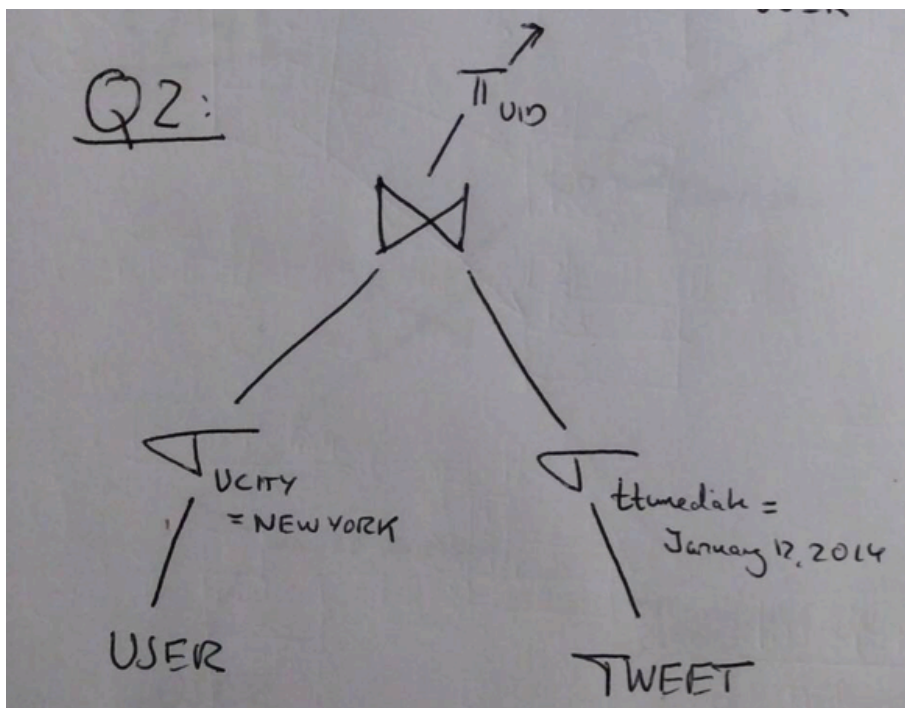 Q2:
π UID
⋈
σ UCITY
= NEW YORK
σ ttimedate =
January 12, 2014
USER
TWEET